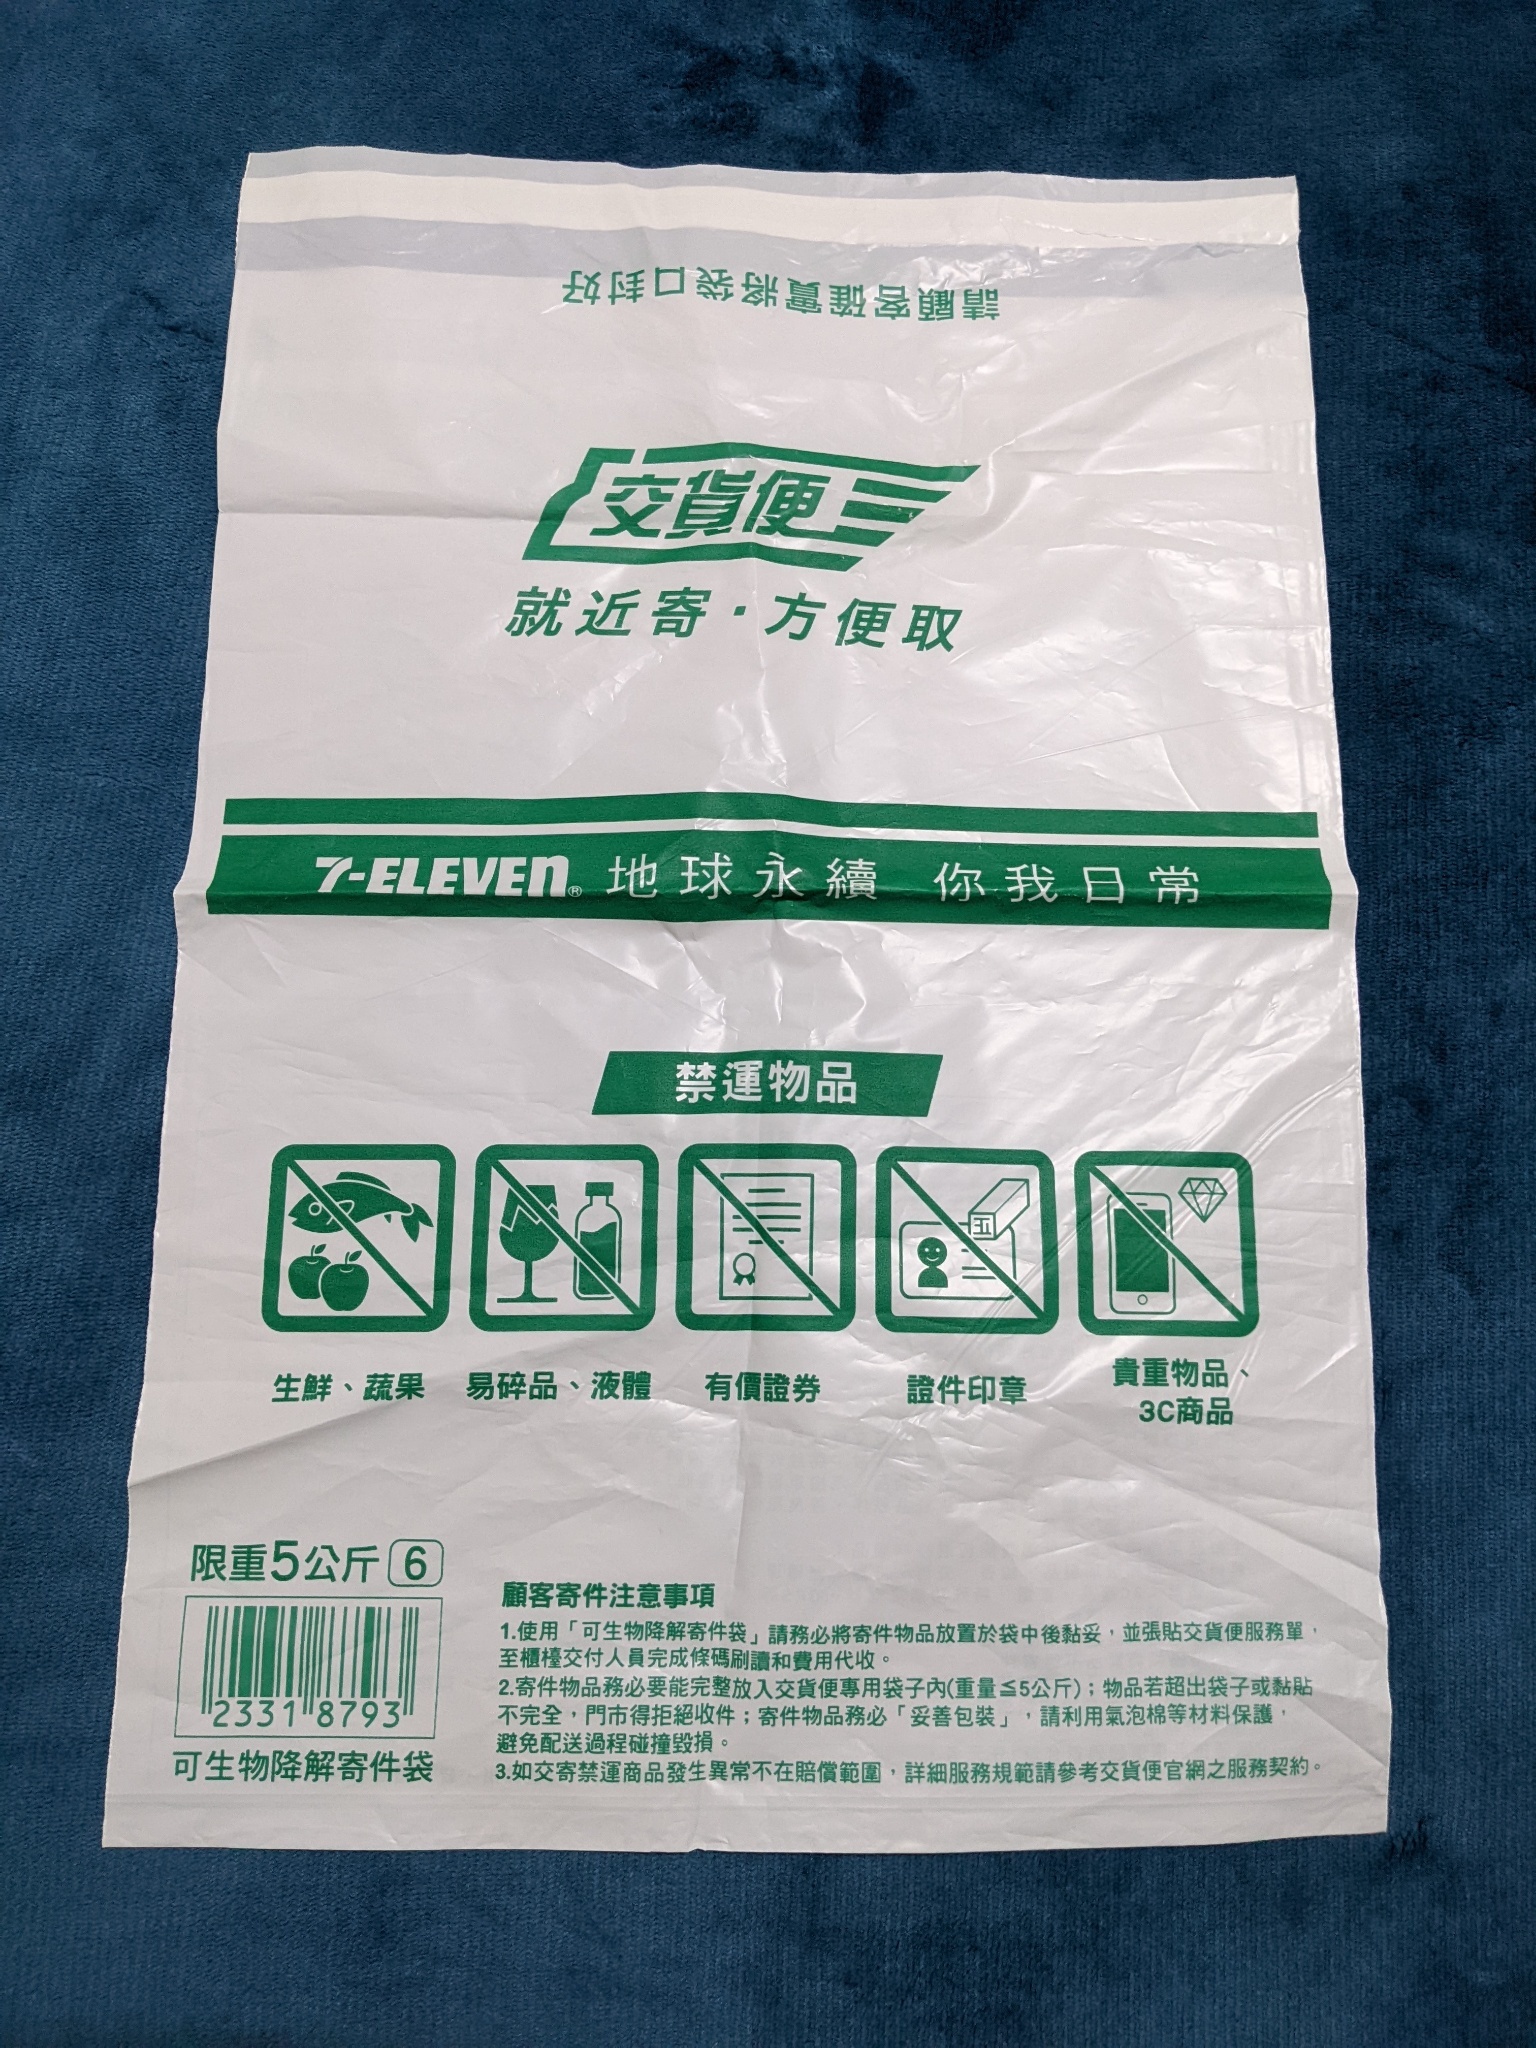 請顧客確實將袋口封好
交貨便
就近寄·方便取
7-ELEVEN® 地球永續 你我日常
禁運物品
玉
生鮮、蔬果
易碎品、液體
有價證券
證件印章
貴重物品、
3C商品
限重5公斤 6
23318793
可生物降解寄件袋
顧客寄件注意事項
1.使用「可生物降解寄件袋」請務必將寄件物品放置於袋中後黏妥，並張貼交貨便服務單，
至櫃檯交付人員完成條碼刷讀和費用代收。
2.寄件物品務必要能完整放入交貨便專用袋子內(重量≦5公斤)；物品若超出袋子或黏貼
不完全，門市得拒絕收件；寄件物品務必「妥善包裝」，請利用氣泡棉等材料保護，
避免配送過程碰撞毀損。
3.如交寄禁運商品發生異常不在賠償範圍，詳細服務規範請參考交貨便官網之服務契約。